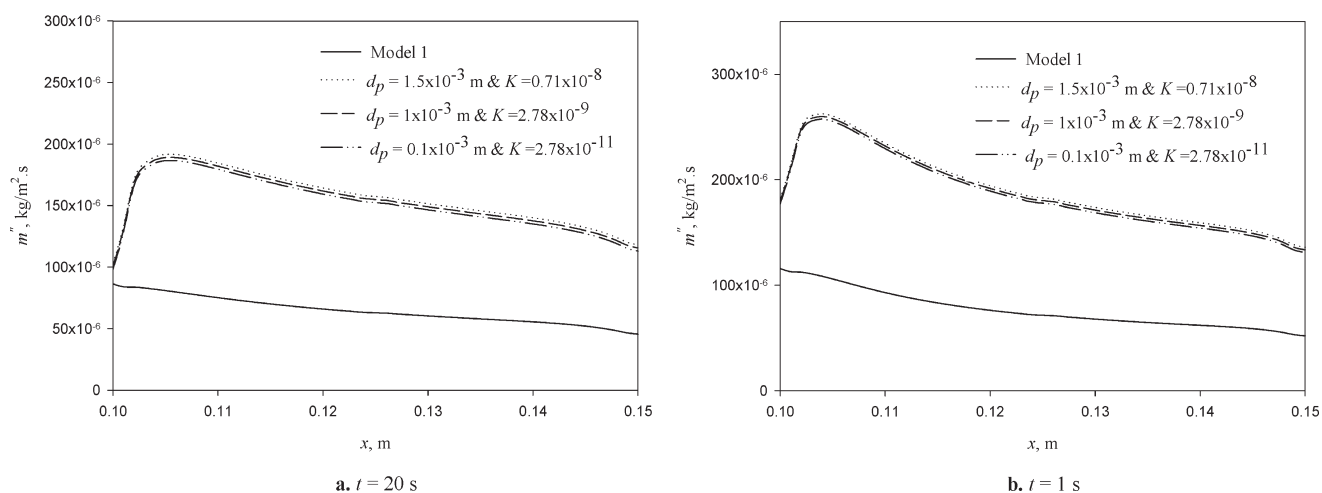 300x10-6
250x10-6
200x10-6
150x10-6
100x10-6
50x10-6
0
m'', kg/m2.s
Model 1
dp = 1.5x10-3 m & K =0.71x10-8
dp = 1x10-3 m & K=2.78x10-9
dp = 0.1x10-3 m & K=2.78x10-11
0.10 0.11 0.12 0.13 0.14 0.15
x, m
a. t = 20 s
300x10-6
200x10-6
100x10-6
0
m'', kg/m2.s
Model 1
dp = 1.5x10-3 m & K =0.71x10-8
dp = 1x10-3 m & K=2.78x10-9
dp = 0.1x10-3 m & K=2.78x10-11
0.10 0.11 0.12 0.13 0.14 0.15
x, m
b. t = 1 s